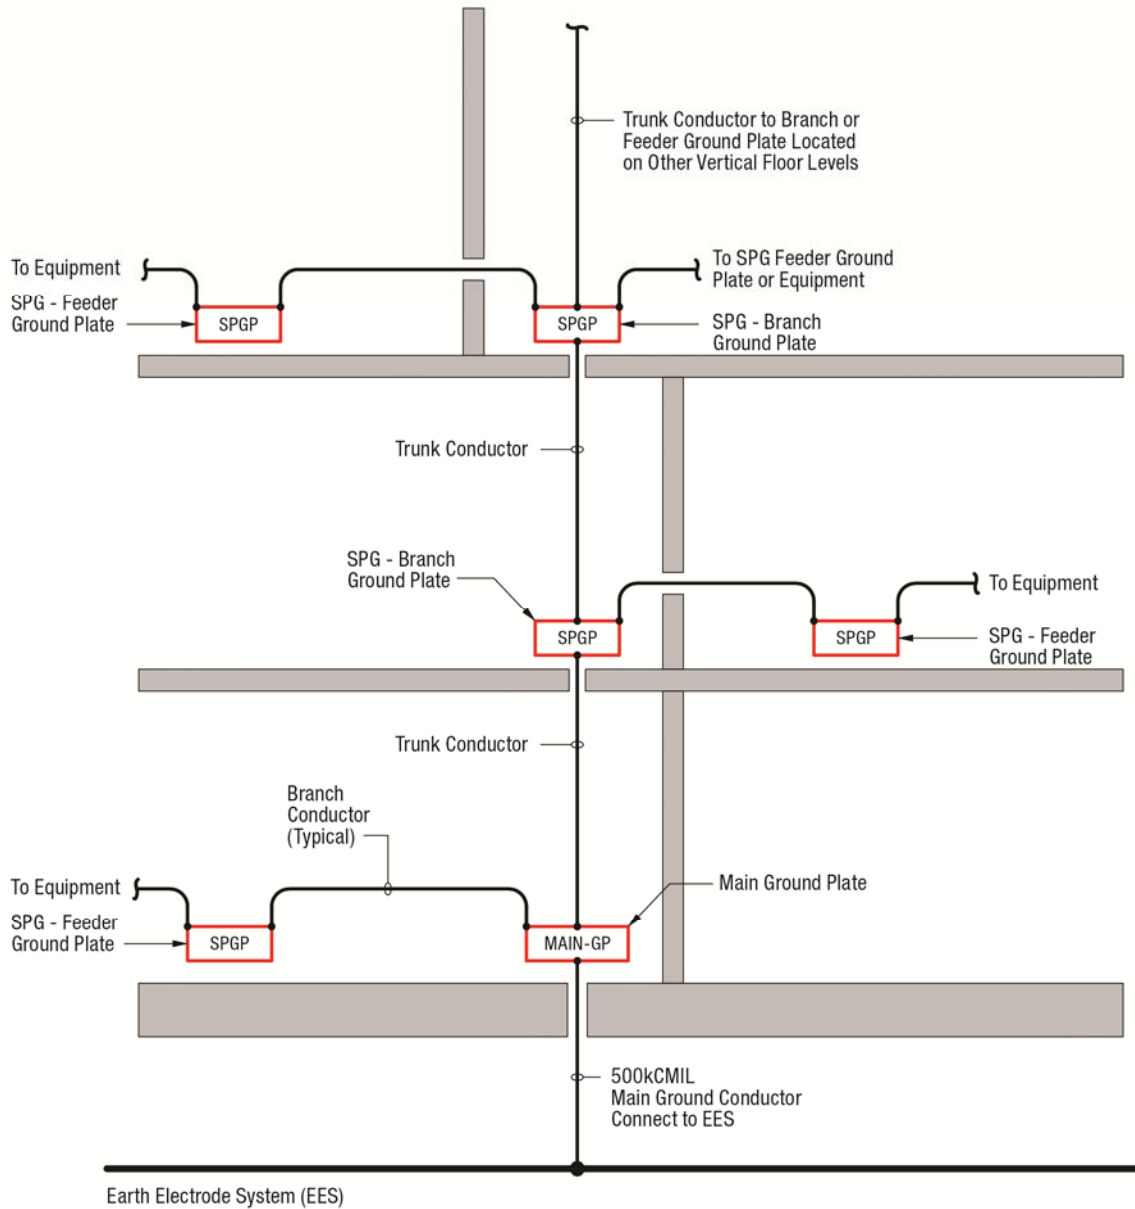 Trunk Conductor to Branch or
Feeder Ground Plate Located
on Other Vertical Floor Levels
To Equipment
To SPG Feeder Ground
Plate or Equipment
SPG - Feeder
Ground Plate
SPGP
SPGP
SPG - Branch
Ground Plate
Trunk Conductor
SPG - Branch
Ground Plate
To Equipment
SPGP
SPGP
SPG - Feeder
Ground Plate
Trunk Conductor
Branch
Conductor
(Typical)
To Equipment
Main Ground Plate
SPG - Feeder
Ground Plate
SPGP
MAIN-GP
500kCMIL
Main Ground Conductor
Connect to EES
Earth Electrode System (EES)